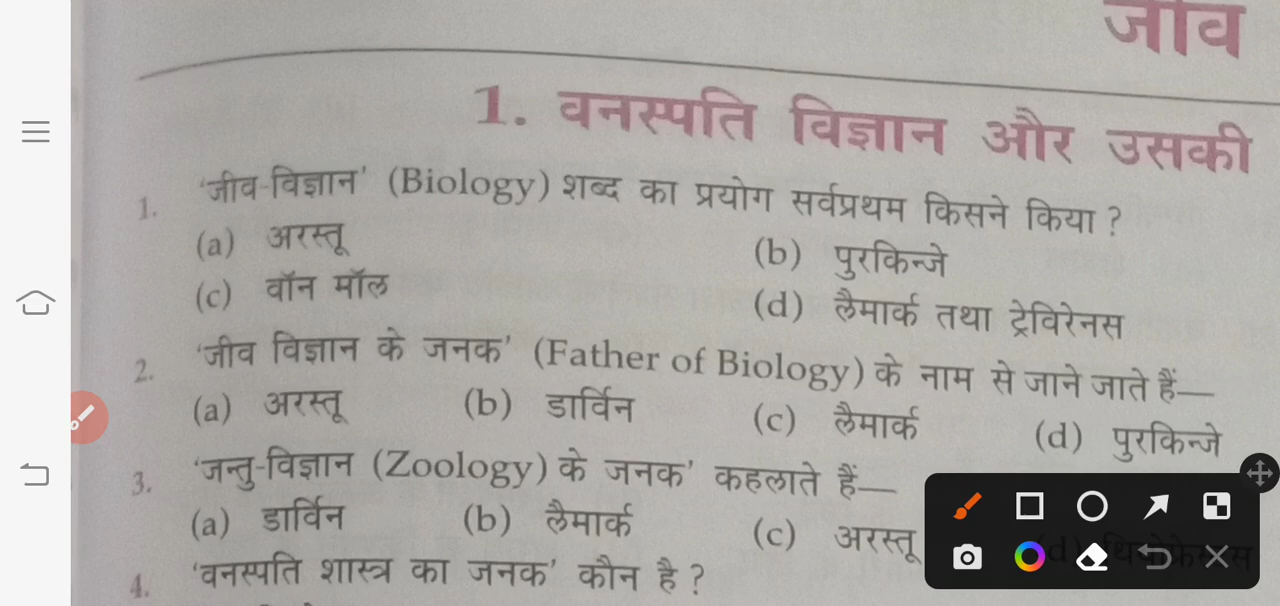 जीव
1. वनस्पति विज्ञान और उसकी
1. 'जीव-विज्ञान' (Biology) शब्द का प्रयोग सर्वप्रथम किसने किया ?
(a) अरस्तू (b) पुरकिन्जे
(c) वॉन मॉल (d) लैमार्क तथा ट्रेविरेनस
2. 'जीव विज्ञान के जनक' (Father of Biology) के नाम से जाने जाते हैं—
(a) अरस्तू (b) डार्विन (c) लैमार्क (d) पुरकिन्जे
3. 'जन्तु-विज्ञान (Zoology) के जनक' कहलाते हैं—
(a) डार्विन (b) लैमार्क (c) अरस्तू (d)
4. 'वनस्पति शास्त्र का जनक' कौन है ?